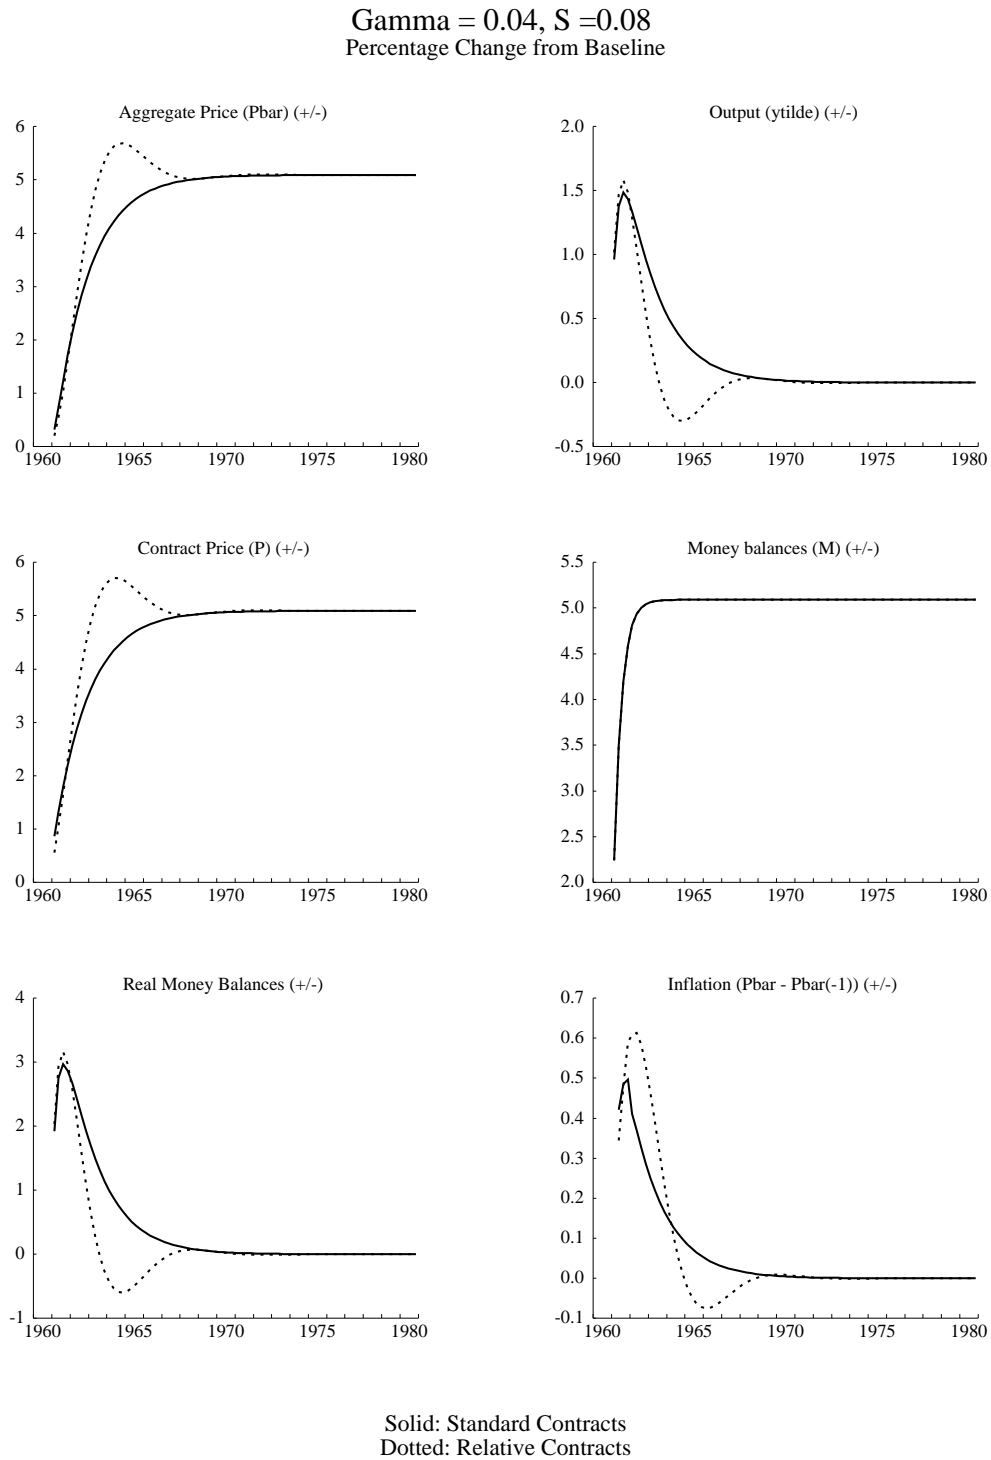 Gamma = 0.04, S =0.08
Percentage Change from Baseline
Aggregate Price (Pbar) (+/-)
6
5
4
3
2
1
0
1960 1965 1970 1975 1980
Output (ytilde) (+/-)
2.0
1.5
1.0
0.5
0.0
-0.5
1960 1965 1970 1975 1980
Contract Price (P) (+/-)
6
5
4
3
2
1
0
1960 1965 1970 1975 1980
Money balances (M) (+/-)
5.5
5.0
4.5
4.0
3.5
3.0
2.5
2.0
1960 1965 1970 1975 1980
Real Money Balances (+/-)
4
3
2
1
0
-1
1960 1965 1970 1975 1980
Inflation (Pbar - Pbar(-1)) (+/-)
0.7
0.6
0.5
0.4
0.3
0.2
0.1
0.0
-0.1
1960 1965 1970 1975 1980
Solid: Standard Contracts
Dotted: Relative Contracts